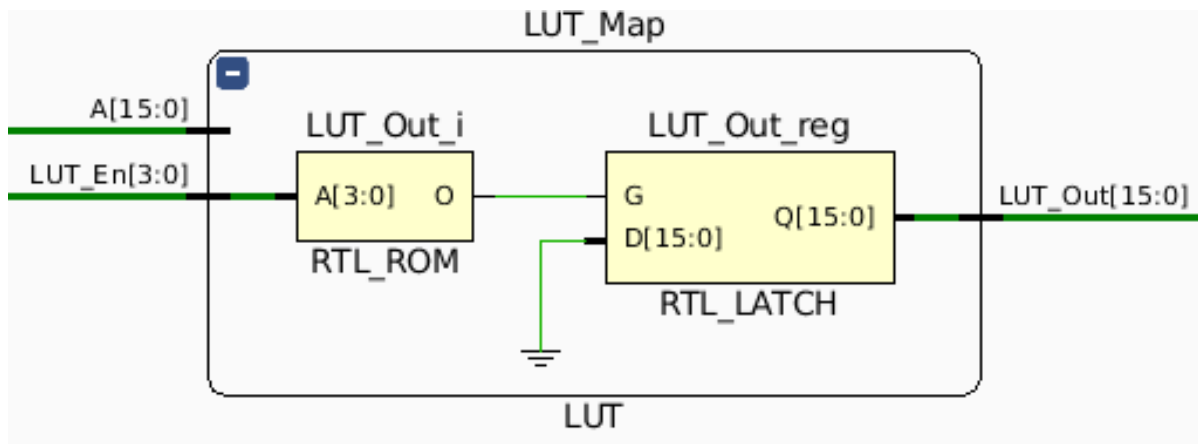 LUT_Map
A[15:0]
LUT_Out_i
LUT_Out_reg
LUT_En[3:0]
A[3:0]
O
G
D[15:0]
Q[15:0]
LUT_Out[15:0]
RTL_ROM
RTL_LATCH
LUT